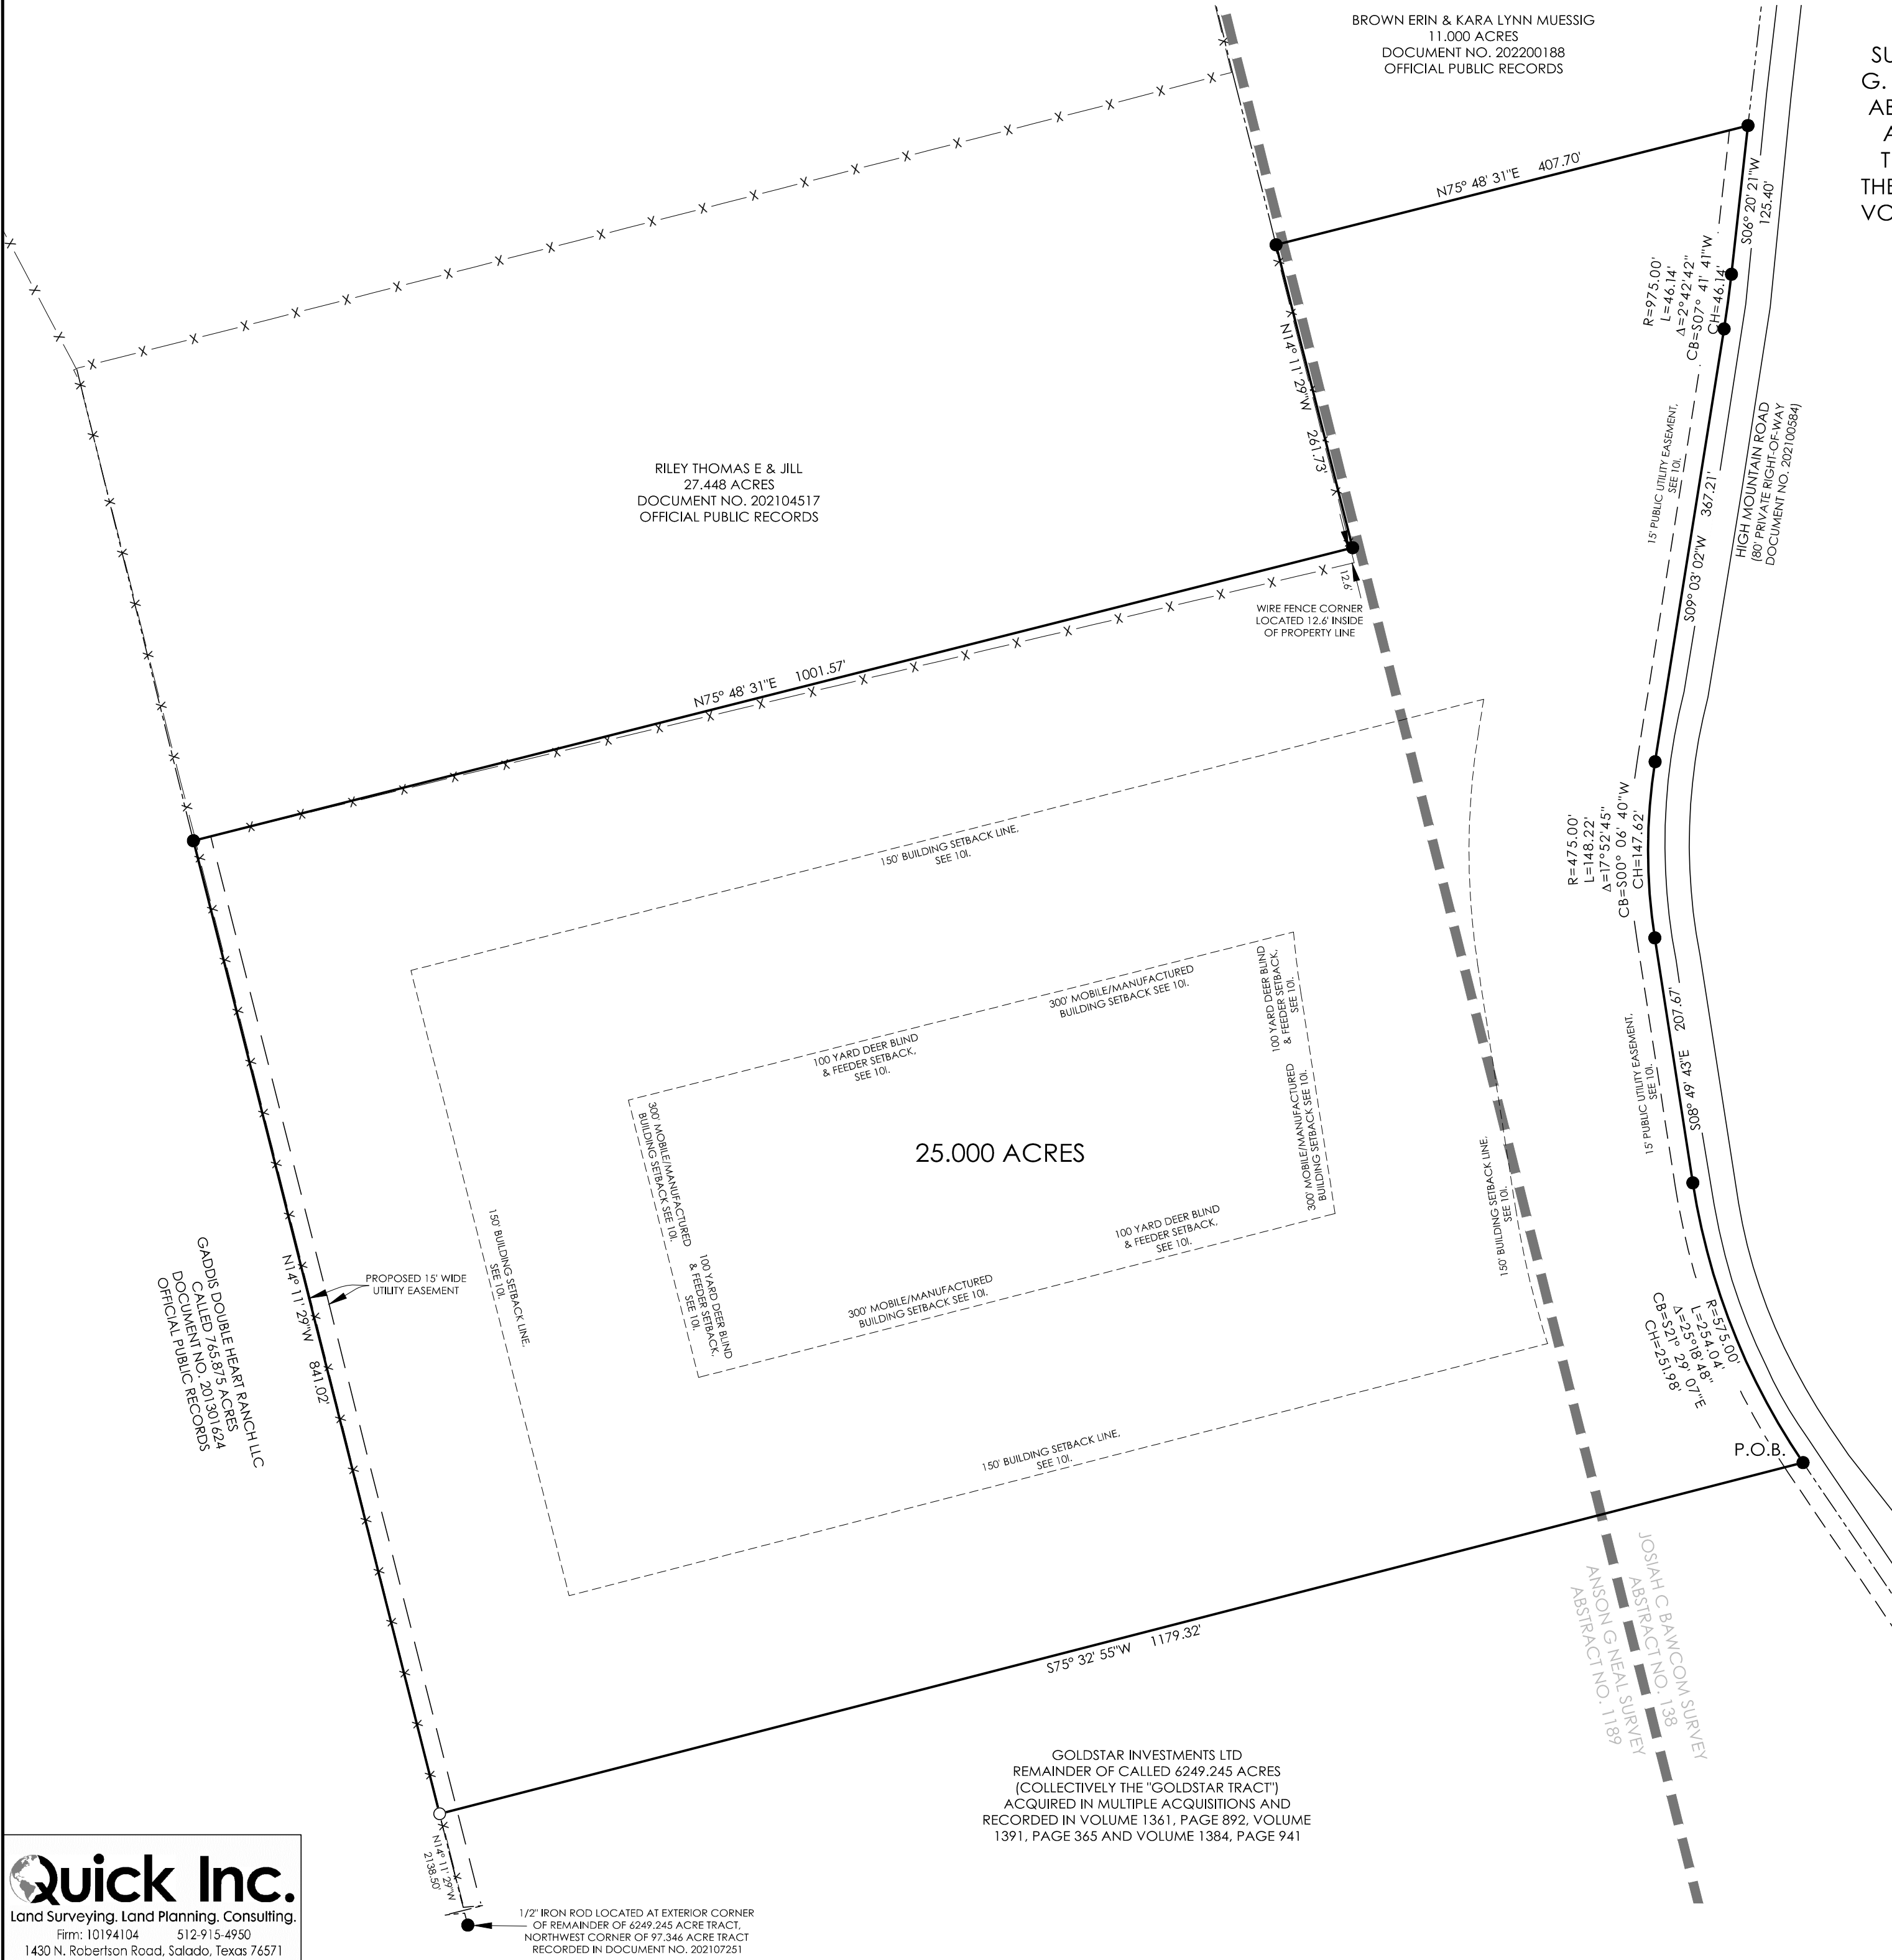 BROWN ERIN & KARA LYNN MUESSIG
11.000 ACRES
DOCUMENT NO. 202200188
OFFICIAL PUBLIC RECORDS
SU
G.
AB
A
T
THE
VO
N75° 48' 31"E 407.70'
S06° 20' 21"W
125.40'
R=975.00'
L=46.14'
Δ=2°42'42"
CB=S07° 41' 41"W
CH=46.14'
N14° 11' 29"W 261.73'
15' PUBLIC UTILITY EASEMENT,
SEE 10I.
S09° 03' 02"W 367.21'
HIGH MOUNTAIN ROAD
(80' PRIVATE RIGHT-OF-WAY
DOCUMENT NO. 202100584)
RILEY THOMAS E & JILL
27.448 ACRES
DOCUMENT NO. 202104517
OFFICIAL PUBLIC RECORDS
12.6'
WIRE FENCE CORNER
LOCATED 12.6' INSIDE
OF PROPERTY LINE
N75° 48' 31"E 1001.57'
R=475.00'
L=148.22'
Δ=17°52'45"
CB=S00° 06' 40"W
CH=147.62'
150' BUILDING SETBACK LINE,
SEE 10I.
300' MOBILE/MANUFACTURED
BUILDING SETBACK SEE 10I.
100 YARD DEER BLIND
& FEEDER SETBACK,
SEE 10I.
100 YARD DEER BLIND
& FEEDER SETBACK,
SEE 10I.
300' MOBILE/MANUFACTURED
BUILDING SETBACK SEE 10I.
300' MOBILE/MANUFACTURED
BUILDING SETBACK SEE 10I.
25.000 ACRES
15' PUBLIC UTILITY EASEMENT,
SEE 10I.
S08° 49' 43"E 207.67'
150' BUILDING SETBACK LINE,
SEE 10I.
150' BUILDING SETBACK LINE,
SEE 10I.
100 YARD DEER BLIND
& FEEDER SETBACK,
SEE 10I.
100 YARD DEER BLIND
& FEEDER SETBACK,
SEE 10I.
300' MOBILE/MANUFACTURED
BUILDING SETBACK SEE 10I.
GADDIS DOUBLE HEART RANCH LLC
CALLED 765.875 ACRES
DOCUMENT NO. 201301624
OFFICIAL PUBLIC RECORDS
N14° 11' 29"W 841.02'
PROPOSED 15' WIDE
UTILITY EASEMENT
R=575.00'
L=254.04'
Δ=25°18'48"
CB=S21° 29' 07"E
CH=251.98'
P.O.B.
150' BUILDING SETBACK LINE,
SEE 10I.
JOSIAH C BAWCOM SURVEY
ABSTRACT NO. 138
ANSON G NEAL SURVEY
ABSTRACT NO. 1189
S75° 32' 55"W 1179.32'
GOLDSTAR INVESTMENTS LTD
REMAINDER OF CALLED 6249.245 ACRES
(COLLECTIVELY THE "GOLDSTAR TRACT")
ACQUIRED IN MULTIPLE ACQUISITIONS AND
RECORDED IN VOLUME 1361, PAGE 892, VOLUME
1391, PAGE 365 AND VOLUME 1384, PAGE 941
N14° 11' 29"W
2138.50'
1/2" IRON ROD LOCATED AT EXTERIOR CORNER
OF REMAINDER OF 6249.245 ACRE TRACT,
NORTHWEST CORNER OF 97.346 ACRE TRACT
RECORDED IN DOCUMENT NO. 202107251
Quick Inc.
Land Surveying. Land Planning. Consulting.
Firm: 10194104 512-915-4950
1430 N. Robertson Road, Salado, Texas 76571